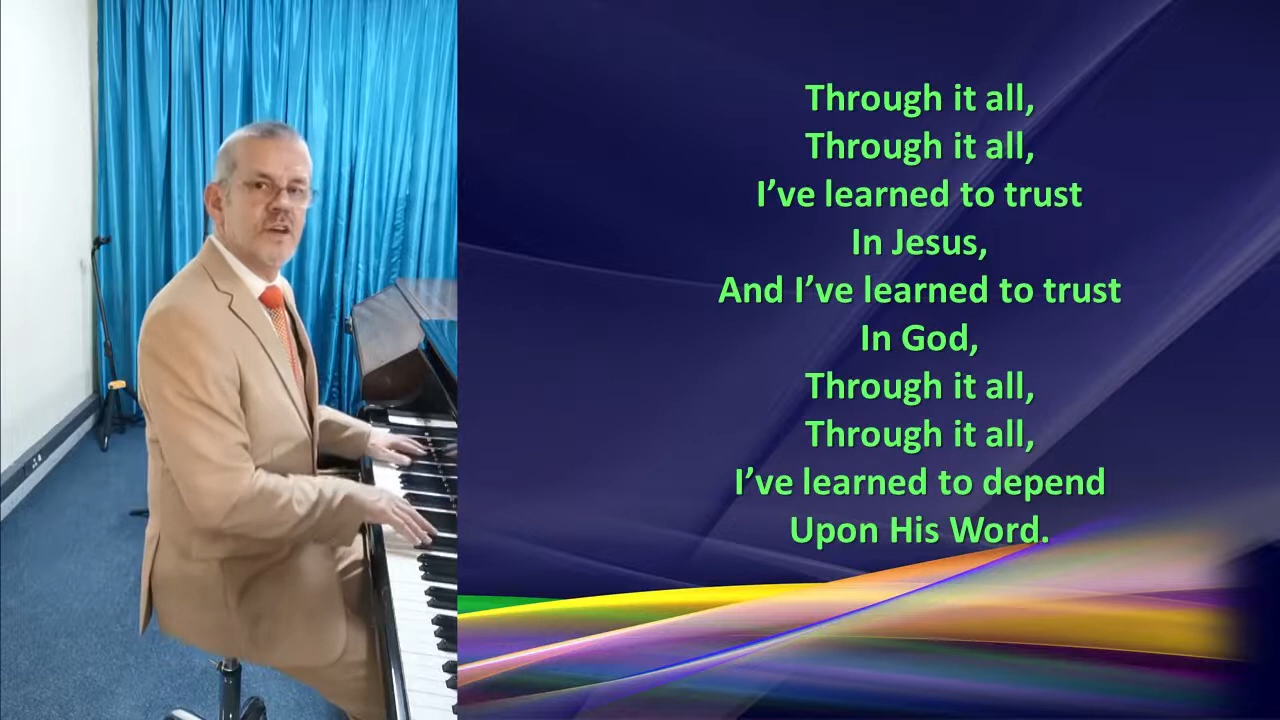 Through it all,
Through it all,
I’ve learned to trust
In Jesus,
And I’ve learned to trust
In God,
Through it all,
Through it all,
I’ve learned to depend
Upon His Word.